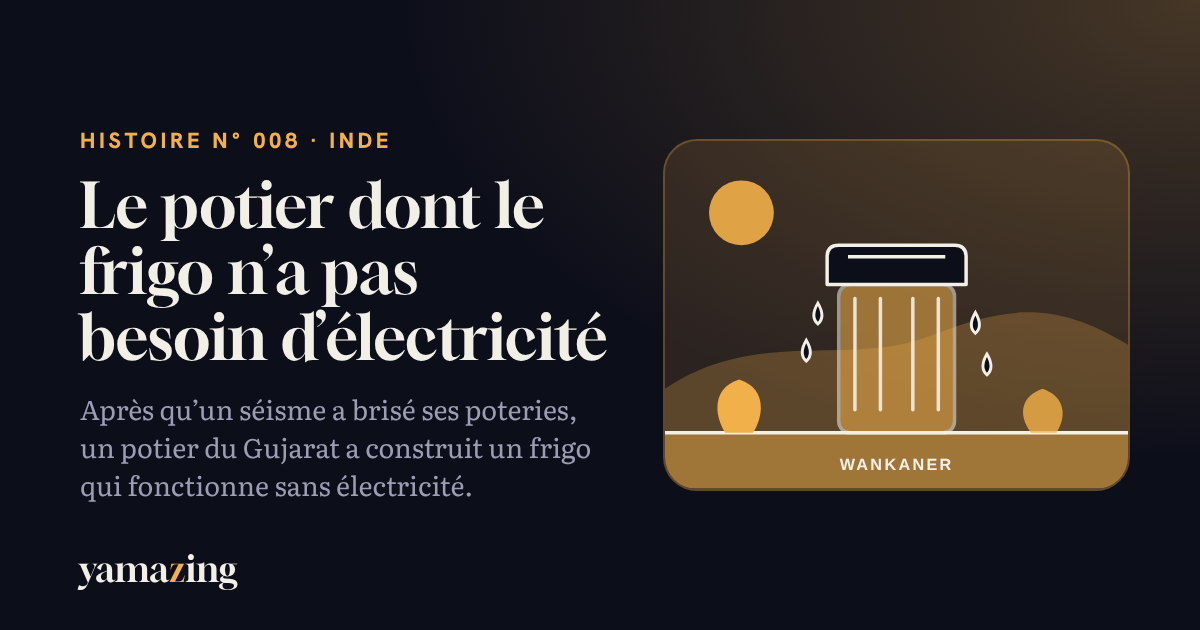 HISTOIRE N° 008 · INDE
Le potier dont le
frigo n’a pas
besoin d’électricité
Après qu’un séisme a brisé ses poteries,
un potier du Gujarat a construit un frigo
qui fonctionne sans électricité.
WANKANER
yamazing